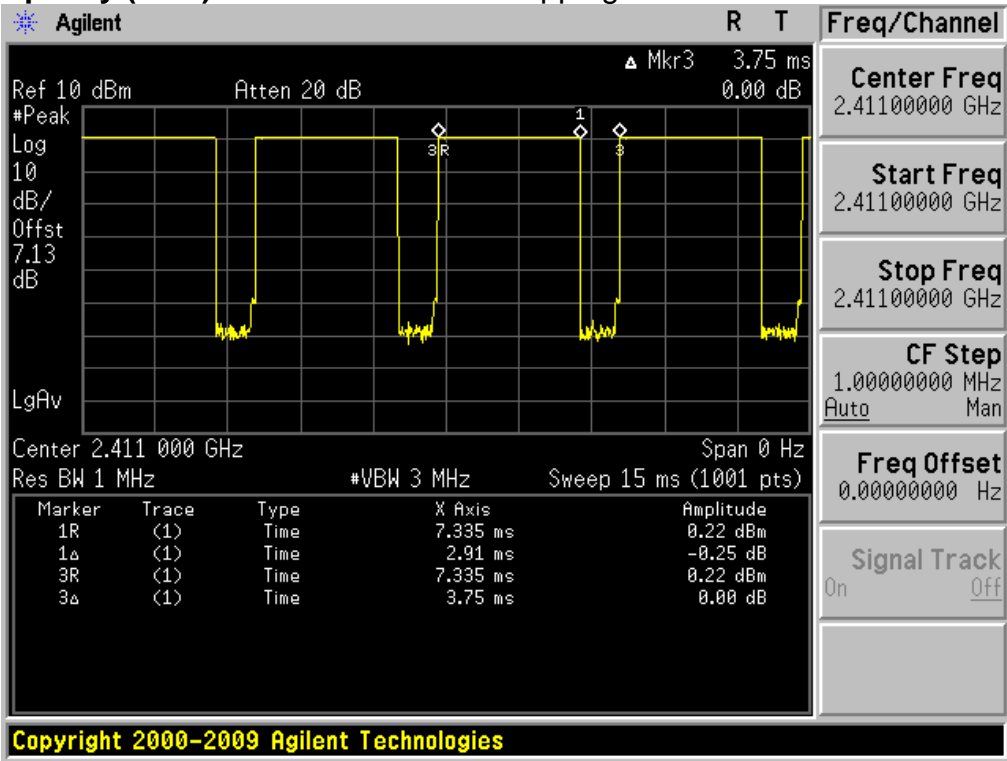 Agilent R T Freq/Channel
▵ Mkr3 3.75 ms
Ref 10 dBm Atten 20 dB 0.00 dB
#Peak
Log
10
dB/
Offst
7.13
dB
LgAv
1
3R
3
Center 2.411 000 GHz Span 0 Hz
Res BW 1 MHz #VBW 3 MHz Sweep 15 ms (1001 pts)
Marker Trace Type X Axis Amplitude
1R (1) Time 7.335 ms 0.22 dBm
1▵ (1) Time 2.91 ms -0.25 dB
3R (1) Time 7.335 ms 0.22 dBm
3▵ (1) Time 3.75 ms 0.00 dB
Center Freq
2.41100000 GHz
Start Freq
2.41100000 GHz
Stop Freq
2.41100000 GHz
CF Step
1.00000000 MHz
Auto Man
Freq Offset
0.00000000 Hz
Signal Track
On Off
Copyright 2000-2009 Agilent Technologies